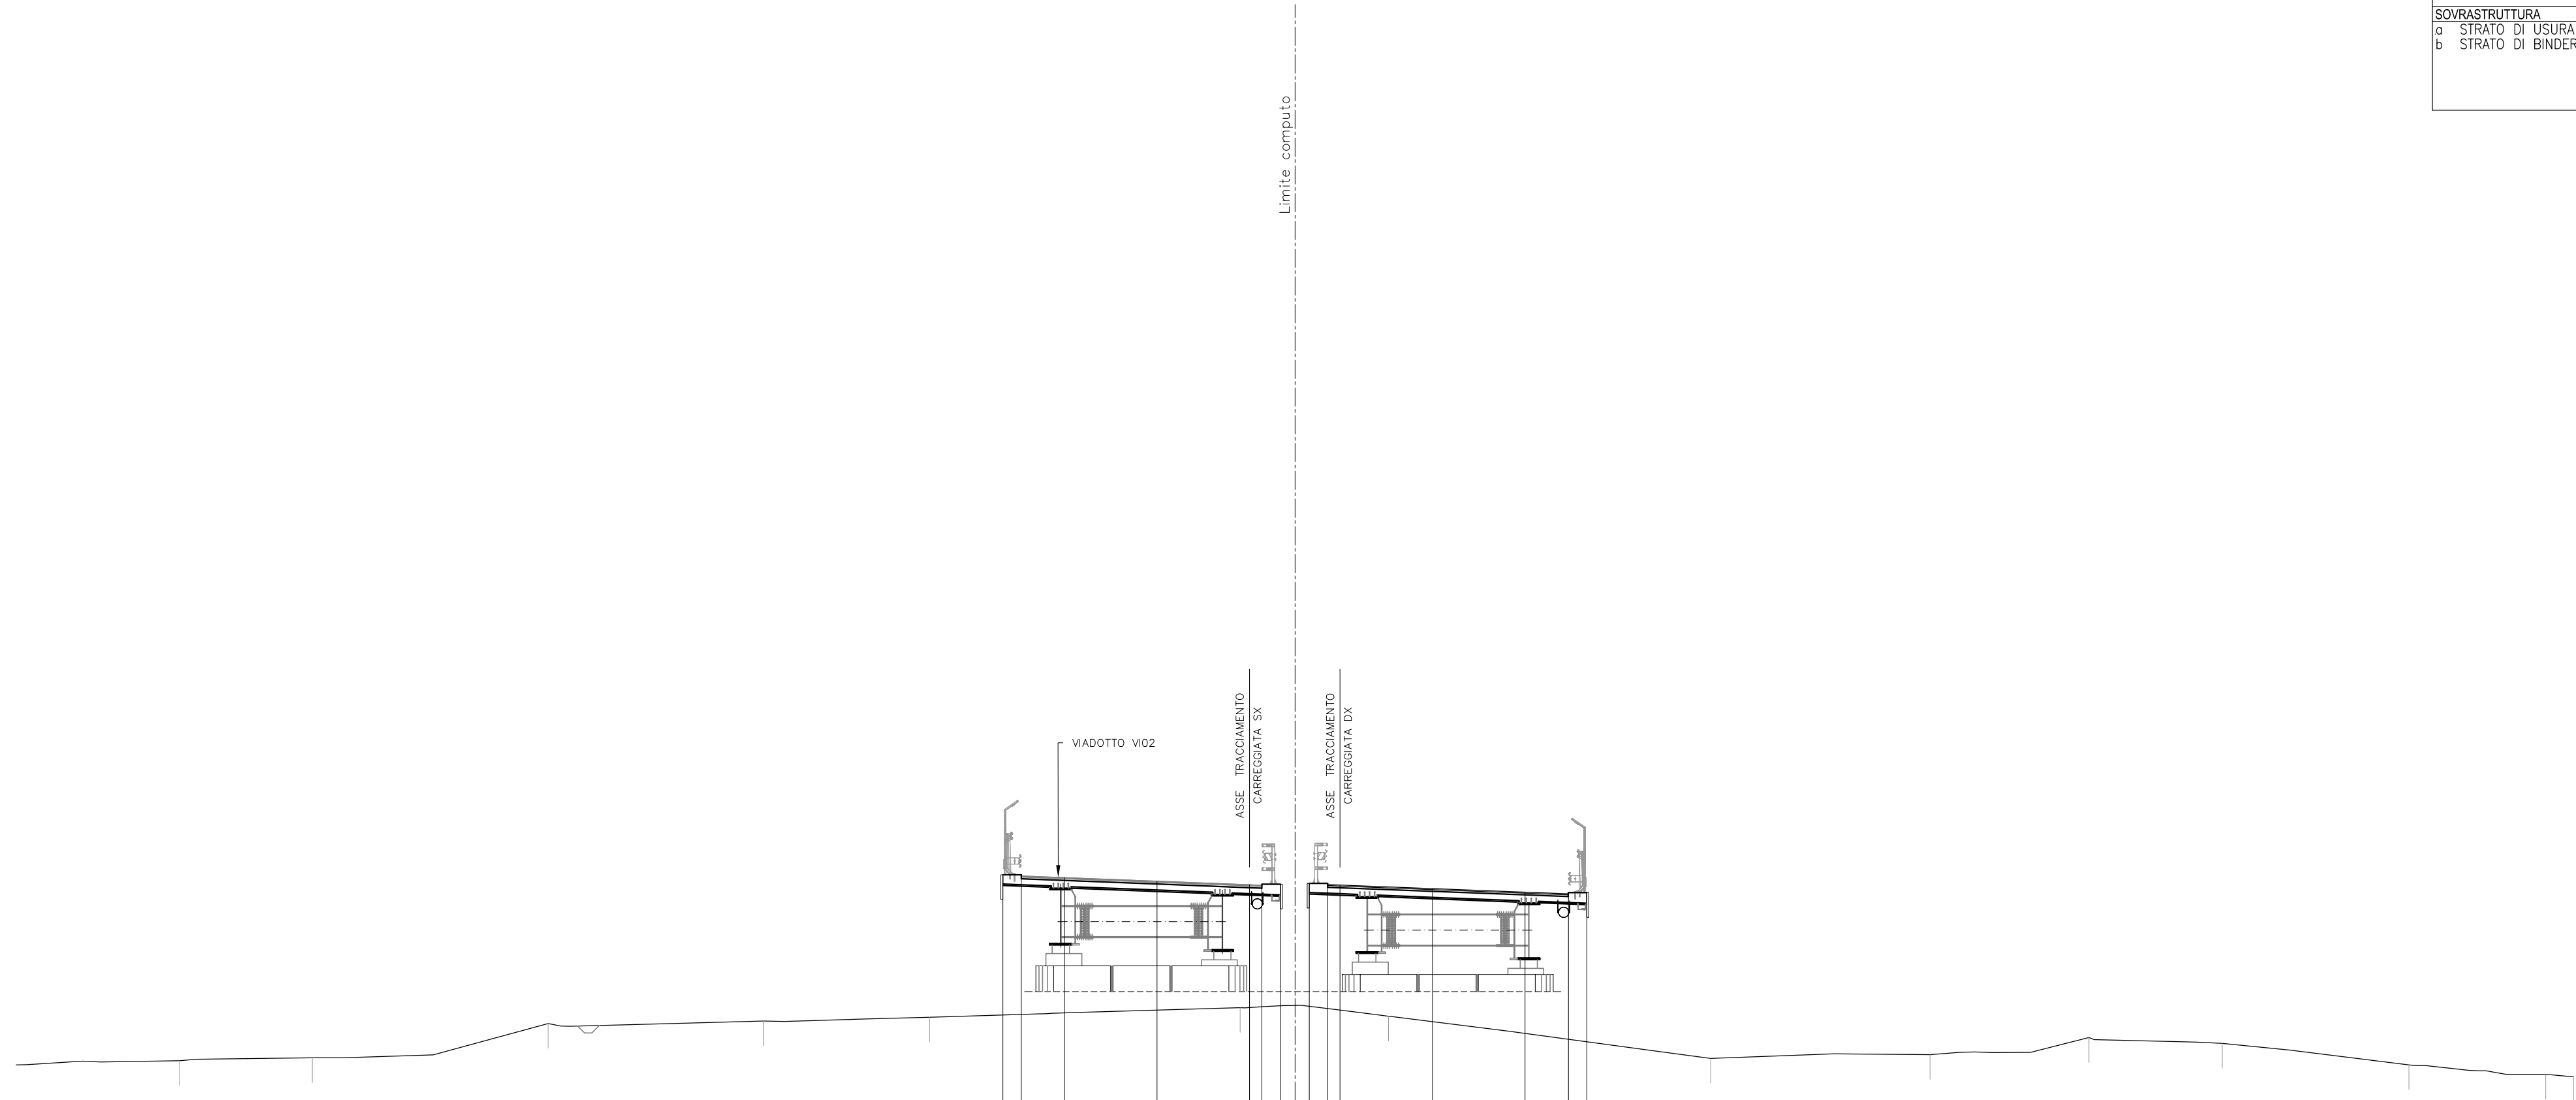 SOVRASTRUTTURA
a STRATO DI USURA
b STRATO DI BINDER
Limite computo
ASSE TRACCIAMENTO
CARREGGIATA SX
ASSE TRACCIAMENTO
CARREGGIATA DX
VIADOTTO VI02